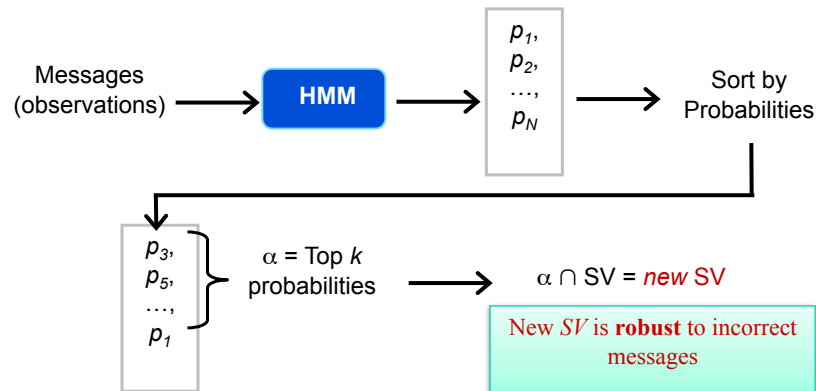 Messages
(observations)
HMM
p1,
p2,
...,
pN
Sort by
Probabilities
p3,
p5,
...,
p1
α = Top k
probabilities
α ∩ SV = new SV
New SV is robust to incorrect
messages